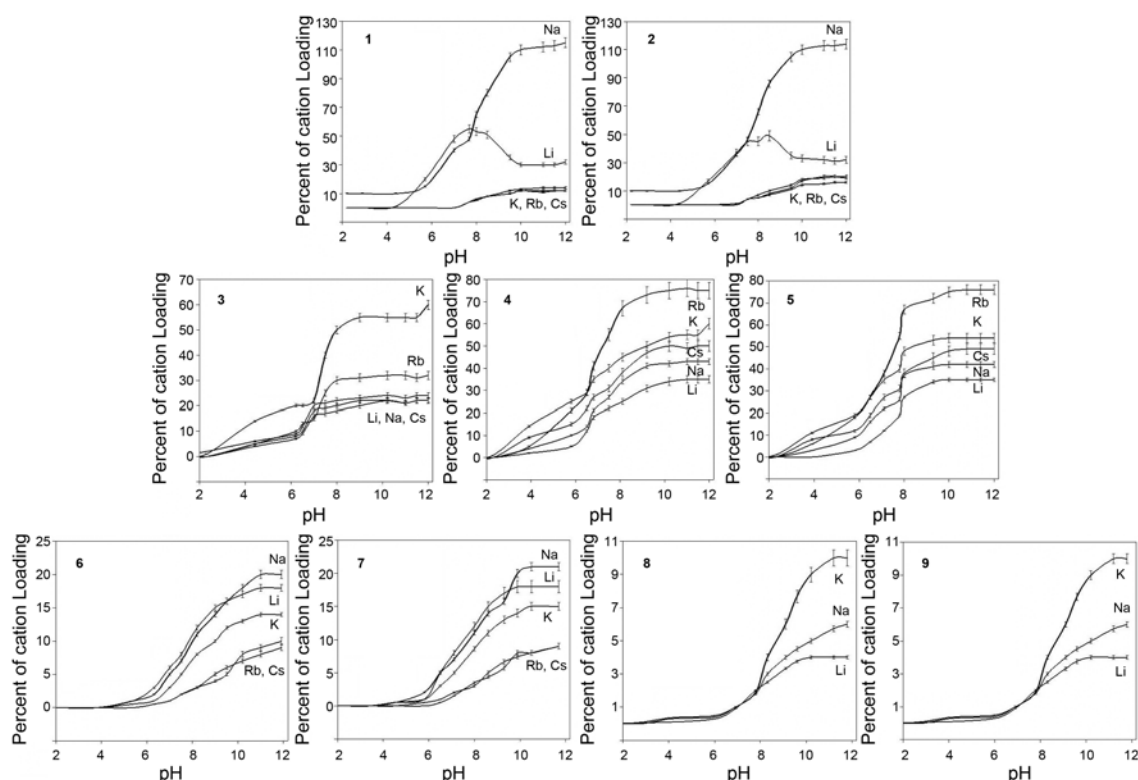 Percent of cation Loading
130
110
90
70
50
30
10
1
Na
Li
K, Rb, Cs
2 4 6 8 10 12
pH
Percent of cation Loading
130
110
90
70
50
30
10
2
Na
Li
K, Rb, Cs
2 4 6 8 10 12
pH
Percent of cation Loading
70
60
50
40
30
20
10
0
3
K
Rb
Li, Na, Cs
2 4 6 8 10 12
pH
Percent of cation Loading
80
70
60
50
40
30
20
10
0
4
Rb
K
Cs
Na
Li
2 4 6 8 10 12
pH
Percent of cation Loading
80
70
60
50
40
30
20
10
0
5
Rb
K
Cs
Na
Li
2 4 6 8 10 12
pH
Percent of cation Loading
25
20
15
10
5
0
6
Na
Li
K
Rb, Cs
2 4 6 8 10 12
pH
Percent of cation Loading
25
20
15
10
5
0
7
Na
Li
K
Rb, Cs
2 4 6 8 10 12
pH
Percent of cation Loading
11
9
7
5
3
1
8
K
Na
Li
2 4 6 8 10 12
pH
Percent of cation Loading
11
9
7
5
3
1
9
K
Na
Li
2 4 6 8 10 12
pH